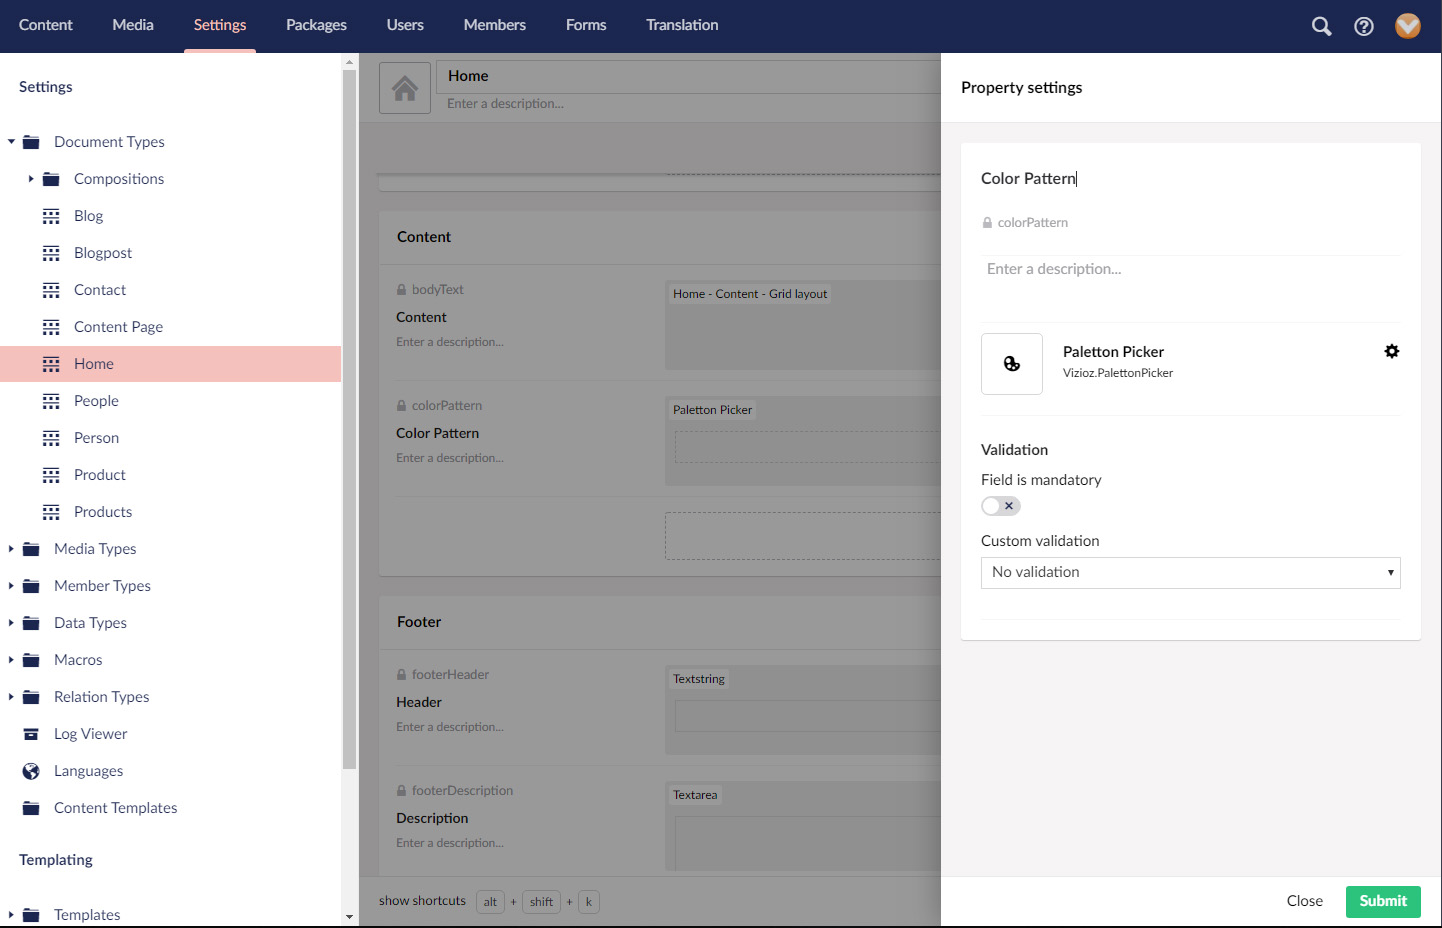 Content Media Settings Packages Users Members Forms Translation
Settings
Document Types
Compositions
Blog
Blogpost
Contact
Content Page
Home
People
Person
Product
Products
Media Types
Member Types
Data Types
Macros
Relation Types
Log Viewer
Languages
Content Templates
Templating
Templates
Home
Enter a description...
Content
bodyText
Content
Enter a description...
Home - Content - Grid layout
colorPattern
Color Pattern
Enter a description...
Paletton Picker
Footer
footerHeader
Header
Enter a description...
Textstring
footerDescription
Description
Enter a description...
Textarea
show shortcuts alt + shift + k
Property settings
Color Pattern
colorPattern
Enter a description...
Paletton Picker
Vizioz.PalettonPicker
Validation
Field is mandatory
Custom validation
No validation
Close Submit